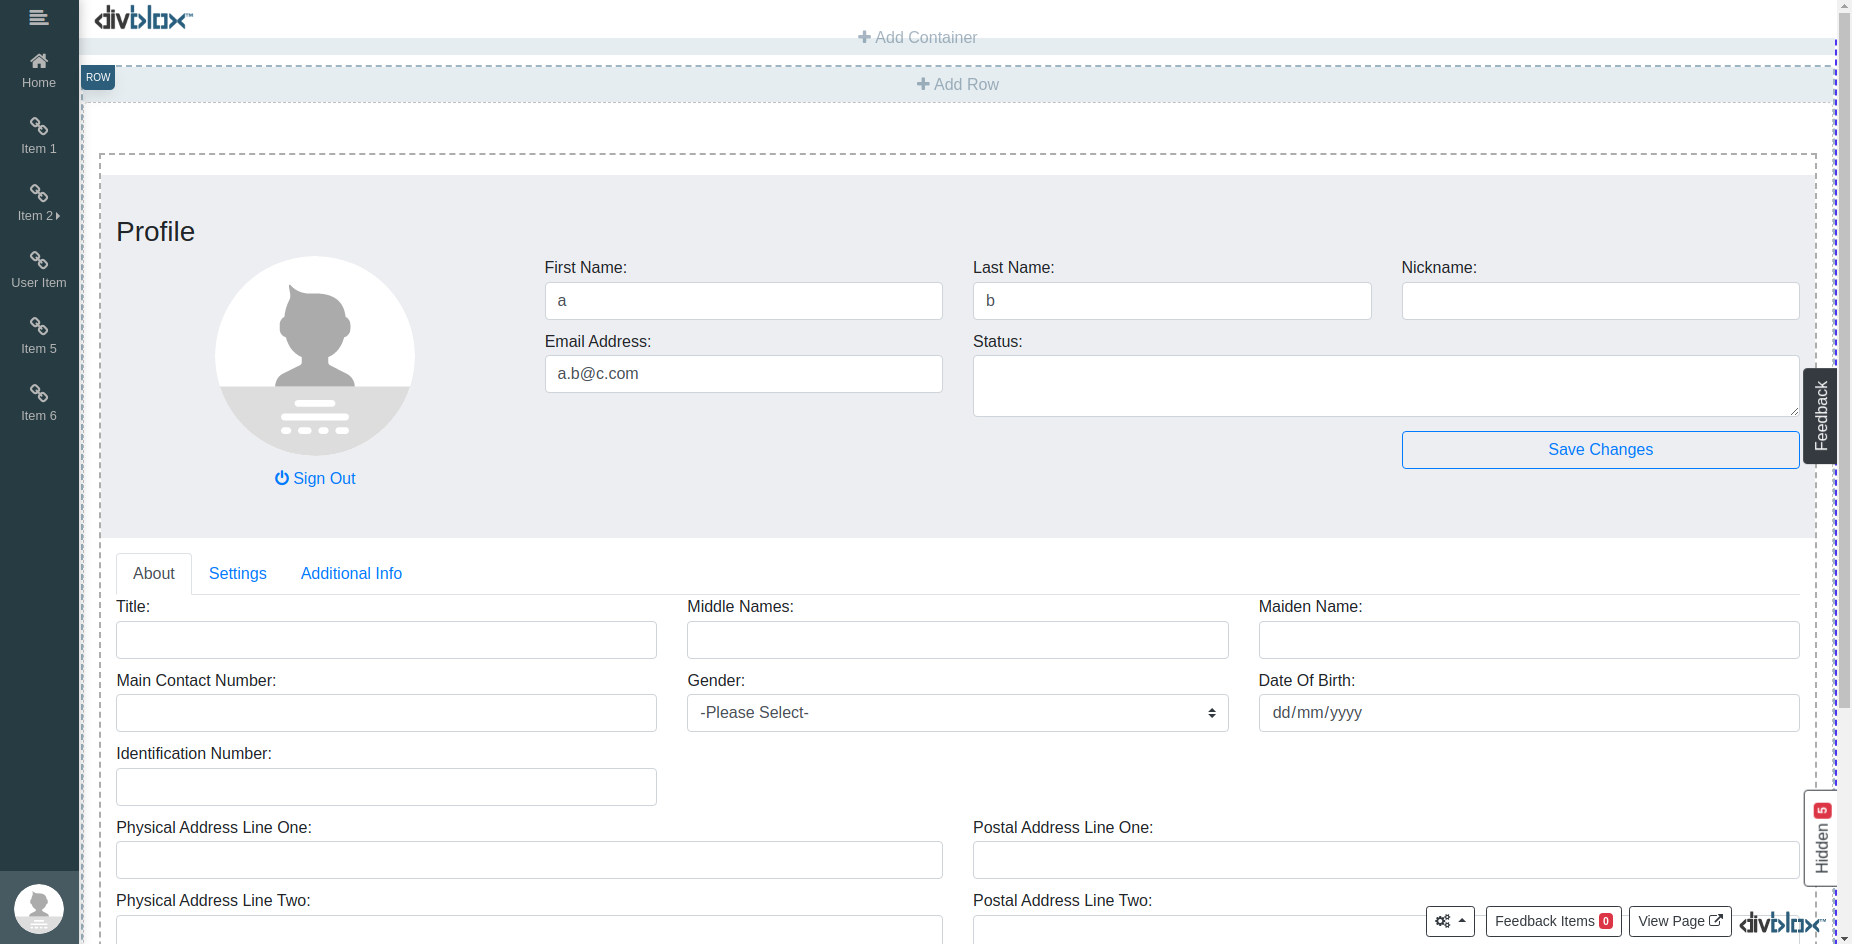 divblox™
Add Container
ROW
Add Row
Home
Item 1
Item 2
User Item
Item 5
Item 6
Profile
First Name:
Last Name:
Nickname:
a
b
Email Address:
Status:
a.b@c.com
Save Changes
Sign Out
Feedback
About
Settings
Additional Info
Title:
Middle Names:
Maiden Name:
Main Contact Number:
Gender:
Date Of Birth:
-Please Select-
dd/mm/yyyy
Identification Number:
Physical Address Line One:
Postal Address Line One:
Hidden 5
Physical Address Line Two:
Postal Address Line Two:
Feedback Items 0
View Page
divblox™